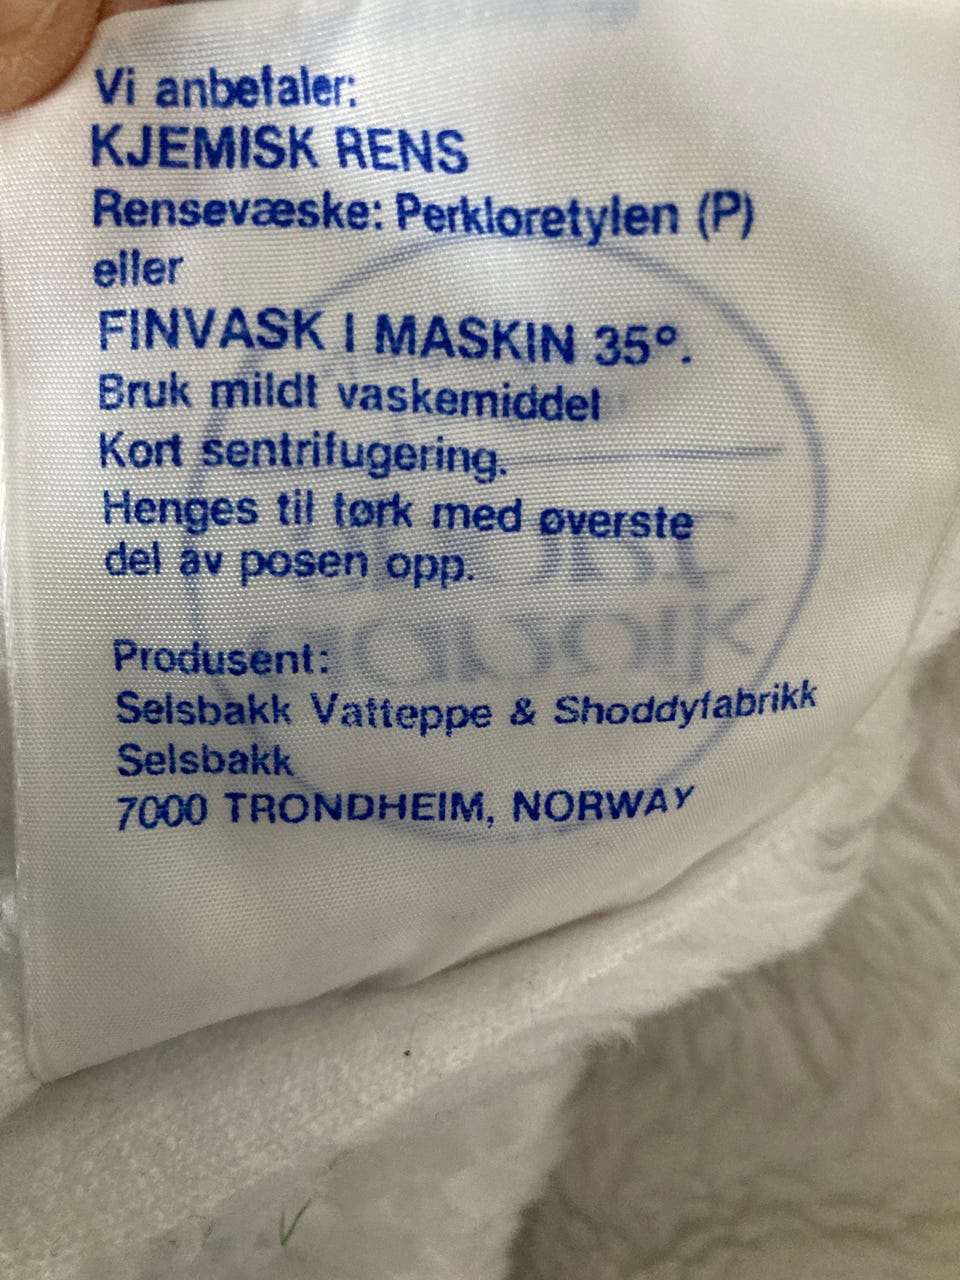 Vi anbefaler:
KJEMISK RENS
Rensevæske: Perkloretylen (P)
eller
FINVASK I MASKIN 35°.
Bruk mildt vaskemiddel
Kort sentrifugering.
Henges til tørk med øverste
del av posen opp.
Produsent:
Selsbakk Vatteppe & Shoddyfabrikk
Selsbakk
7000 TRONDHEIM, NORWAY